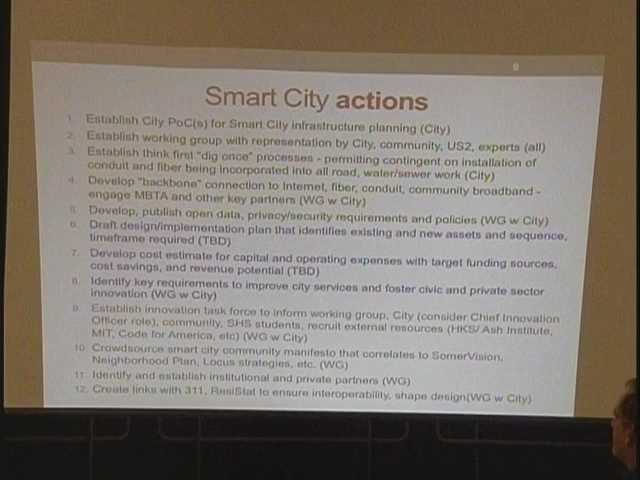 9
Smart City actions
1. Establish City PoC(s) for Smart City infrastructure planning (City)
2. Establish working group with representation by City, community, US2, experts (all)
3. Establish think first "dig once" processes - permitting contingent on installation of
conduit and fiber being incorporated into all road, water/sewer work (City)
4. Develop "backbone" connection to Internet, fiber, conduit, community broadband -
engage MBTA and other key partners (WG w City)
5. Develop, publish open data, privacy/security requirements and policies (WG w City)
6. Draft design/implementation plan that identifies existing and new assets and sequence,
timeframe required (TBD)
7. Develop cost estimate for capital and operating expenses with target funding sources,
cost savings, and revenue potential (TBD)
8. Identify key requirements to improve city services and foster civic and private sector
innovation (WG w City)
9. Establish innovation task force to inform working group, City (consider Chief Innovation
Officer role), community, SHS students, recruit external resources (HKS/ Ash Institute,
MIT, Code for America, etc) (WG w City)
10. Crowdsource smart city community manifesto that correlates to SomerVision,
Neighborhood Plan, Locus strategies, etc. (WG)
11. Identify and establish institutional and private partners (WG)
12. Create links with 311, ResiStat to ensure interoperability, shape design(WG w City)